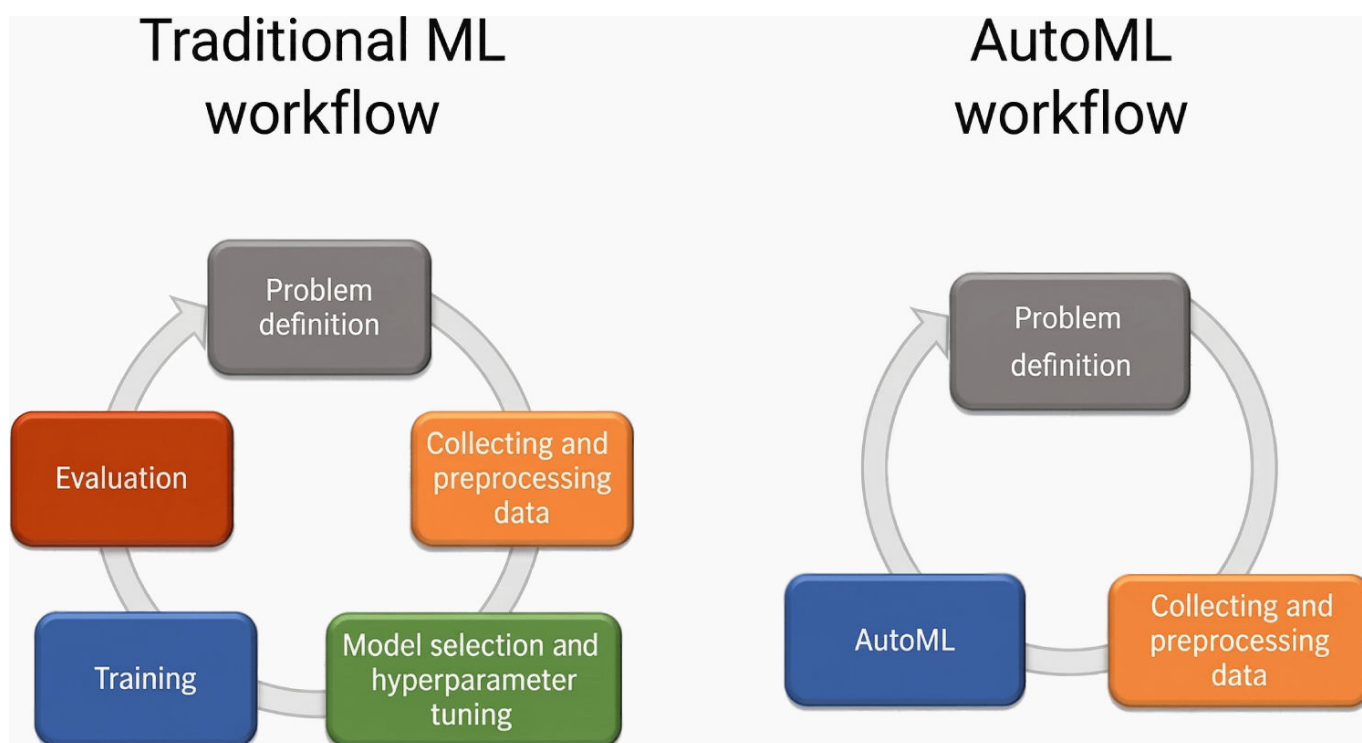 Traditional ML
workflow
Problem
definition
Collecting and
preprocessing
data
Model selection and
hyperparameter
tuning
Training
Evaluation
AutoML
workflow
Problem
definition
Collecting and
preprocessing
data
AutoML